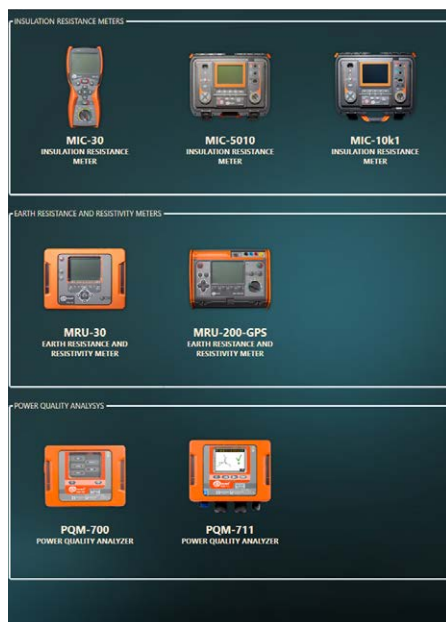 INSULATION RESISTANCE METERS
MIC-30
INSULATION RESISTANCE
METER
MIC-5010
INSULATION RESISTANCE
METER
MIC-10k1
INSULATION RESISTANCE
METER
EARTH RESISTANCE AND RESISTIVITY METERS
MRU-30
EARTH RESISTANCE AND
RESISTIVITY METER
MRU-200-GPS
EARTH RESISTANCE AND
RESISTIVITY METER
POWER QUALITY ANALYSYS
PQM-700
POWER QUALITY ANALYZER
PQM-711
POWER QUALITY ANALYZER